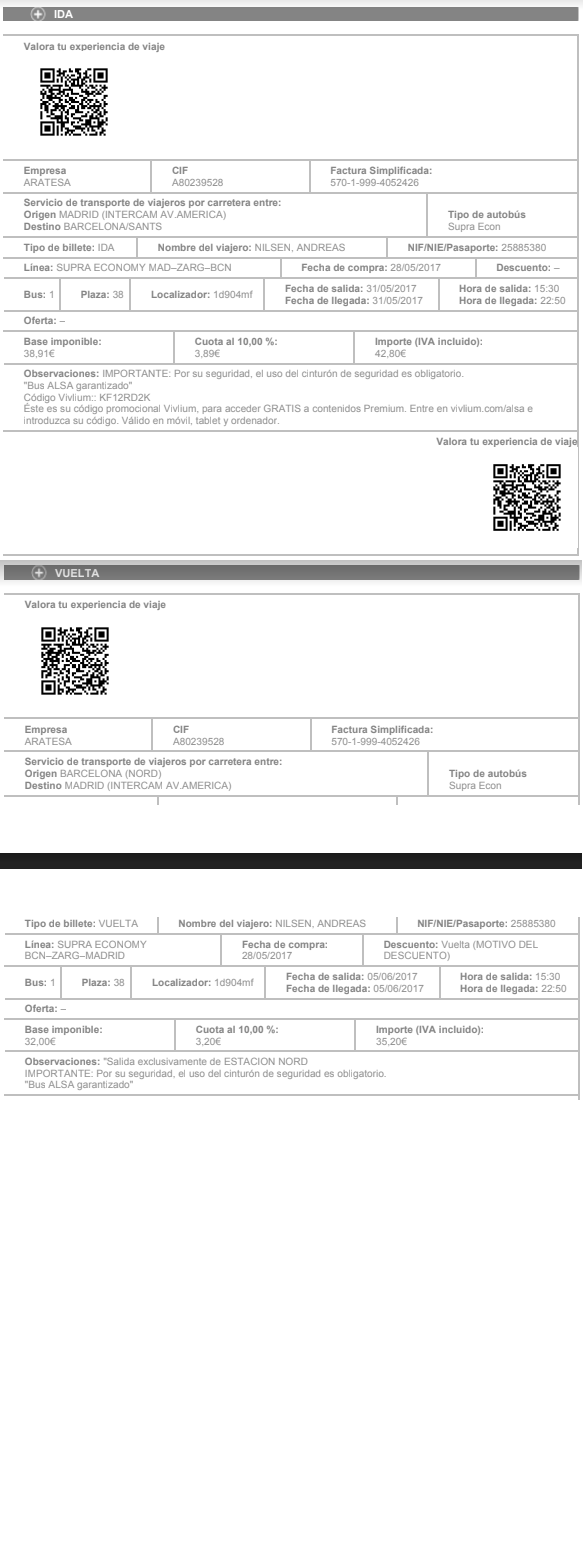 IDA
Valora tu experiencia de viaje
Empresa CIF Factura Simplificada:
ARATESA A80239528 570-1-999-4052426
Servicio de transporte de viajeros por carretera entre:
Origen MADRID (INTERCAM AV.AMERICA) Tipo de autobús
Destino BARCELONA/SANTS Supra Econ
Tipo de billete: IDA Nombre del viajero: NILSEN, ANDREAS NIF/NIE/Pasaporte: 25885380
Línea: SUPRA ECONOMY MAD–ZARG–BCN Fecha de compra: 28/05/2017 Descuento: –
Bus: 1 Plaza: 38 Localizador: 1d904mf Fecha de salida: 31/05/2017 Hora de salida: 15:30
Fecha de llegada: 31/05/2017 Hora de llegada: 22:50
Oferta: –
Base imponible: Cuota al 10,00 %: Importe (IVA incluido):
38,91€ 3,89€ 42,80€
Observaciones: IMPORTANTE: Por su seguridad, el uso del cinturón de seguridad es obligatorio.
"Bus ALSA garantizado"
Código Vivlium:: KF12RD2K
Éste es su código promocional Vivlium, para acceder GRATIS a contenidos Premium. Entre en vivlium.com/alsa e
introduzca su código. Válido en móvil, tablet y ordenador.
Valora tu experiencia de viaje
VUELTA
Valora tu experiencia de viaje
Empresa CIF Factura Simplificada:
ARATESA A80239528 570-1-999-4052426
Servicio de transporte de viajeros por carretera entre:
Origen BARCELONA (NORD) Tipo de autobús
Destino MADRID (INTERCAM AV.AMERICA) Supra Econ
Tipo de billete: VUELTA Nombre del viajero: NILSEN, ANDREAS NIF/NIE/Pasaporte: 25885380
Línea: SUPRA ECONOMY Fecha de compra: Descuento: Vuelta (MOTIVO DEL
BCN–ZARG–MADRID 28/05/2017 DESCUENTO)
Bus: 1 Plaza: 38 Localizador: 1d904mf Fecha de salida: 05/06/2017 Hora de salida: 15:30
Fecha de llegada: 05/06/2017 Hora de llegada: 22:50
Oferta: –
Base imponible: Cuota al 10,00 %: Importe (IVA incluido):
32,00€ 3,20€ 35,20€
Observaciones: "Salida exclusivamente de ESTACION NORD
IMPORTANTE: Por su seguridad, el uso del cinturón de seguridad es obligatorio.
"Bus ALSA garantizado"